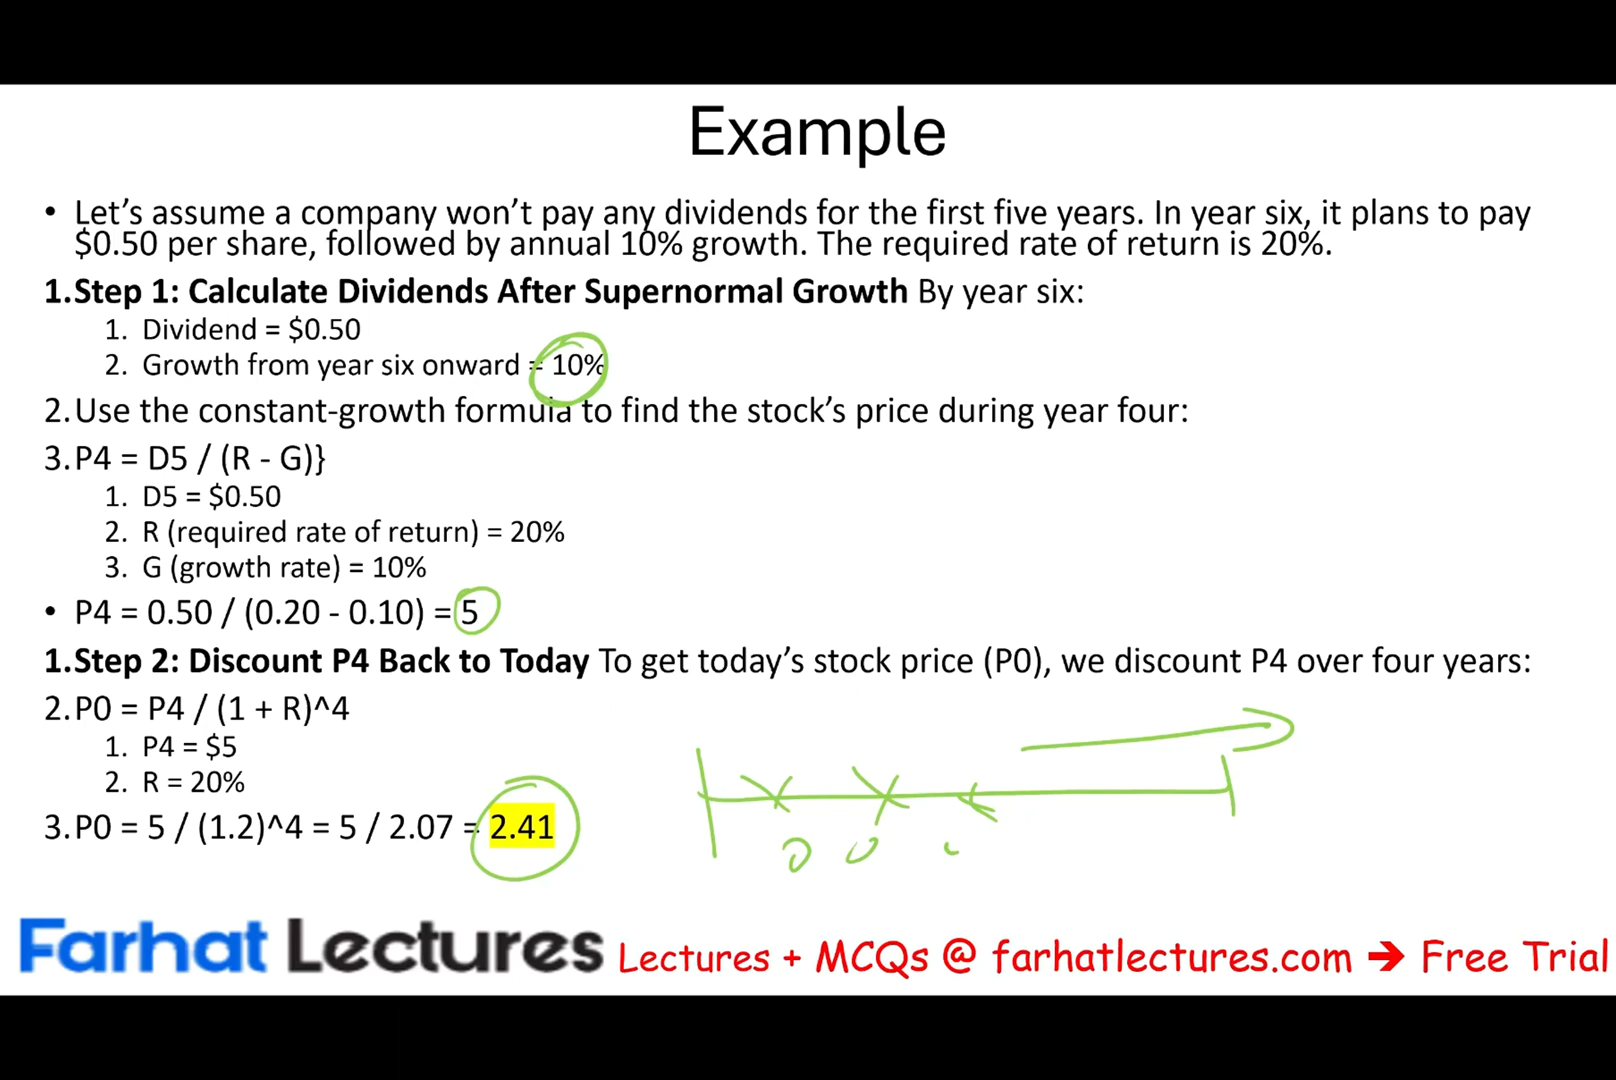 Example
• Let’s assume a company won’t pay any dividends for the first five years. In year six, it plans to pay
$0.50 per share, followed by annual 10% growth. The required rate of return is 20%.
1.Step 1: Calculate Dividends After Supernormal Growth By year six:
1. Dividend = $0.50
2. Growth from year six onward = 10%
2.Use the constant-growth formula to find the stock’s price during year four:
3.P4 = D5 / (R - G)}
1. D5 = $0.50
2. R (required rate of return) = 20%
3. G (growth rate) = 10%
• P4 = 0.50 / (0.20 - 0.10) = 5
1.Step 2: Discount P4 Back to Today To get today’s stock price (P0), we discount P4 over four years:
2.P0 = P4 / (1 + R)^4
1. P4 = $5
2. R = 20%
3.P0 = 5 / (1.2)^4 = 5 / 2.07 = 2.41
0 0
Farhat Lectures Lectures + MCQs @ farhatlectures.com → Free Trial